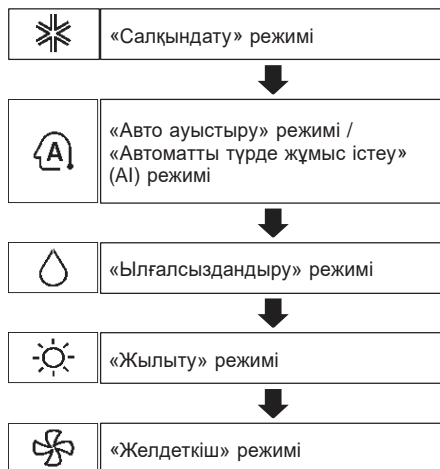 «Салқындату» режимі
A
«Авто ауыстыру» режимі /
«Автоматты түрде жұмыс істеу»
(AI) режимі
«Ылғалсыздандыру» режимі
«Жылыту» режимі
«Желдеткіш» режимі